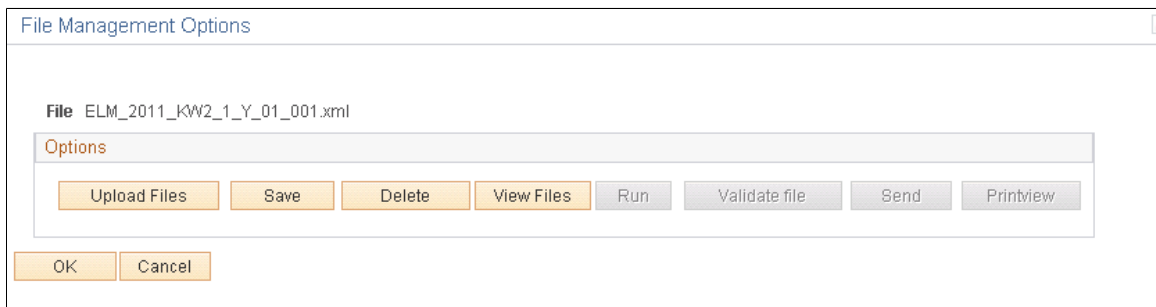 File Management Options
File ELM_2011_KW2_1_Y_01_001.xml
Options
Upload Files Save Delete View Files Run Validate file Send Printview
OK Cancel